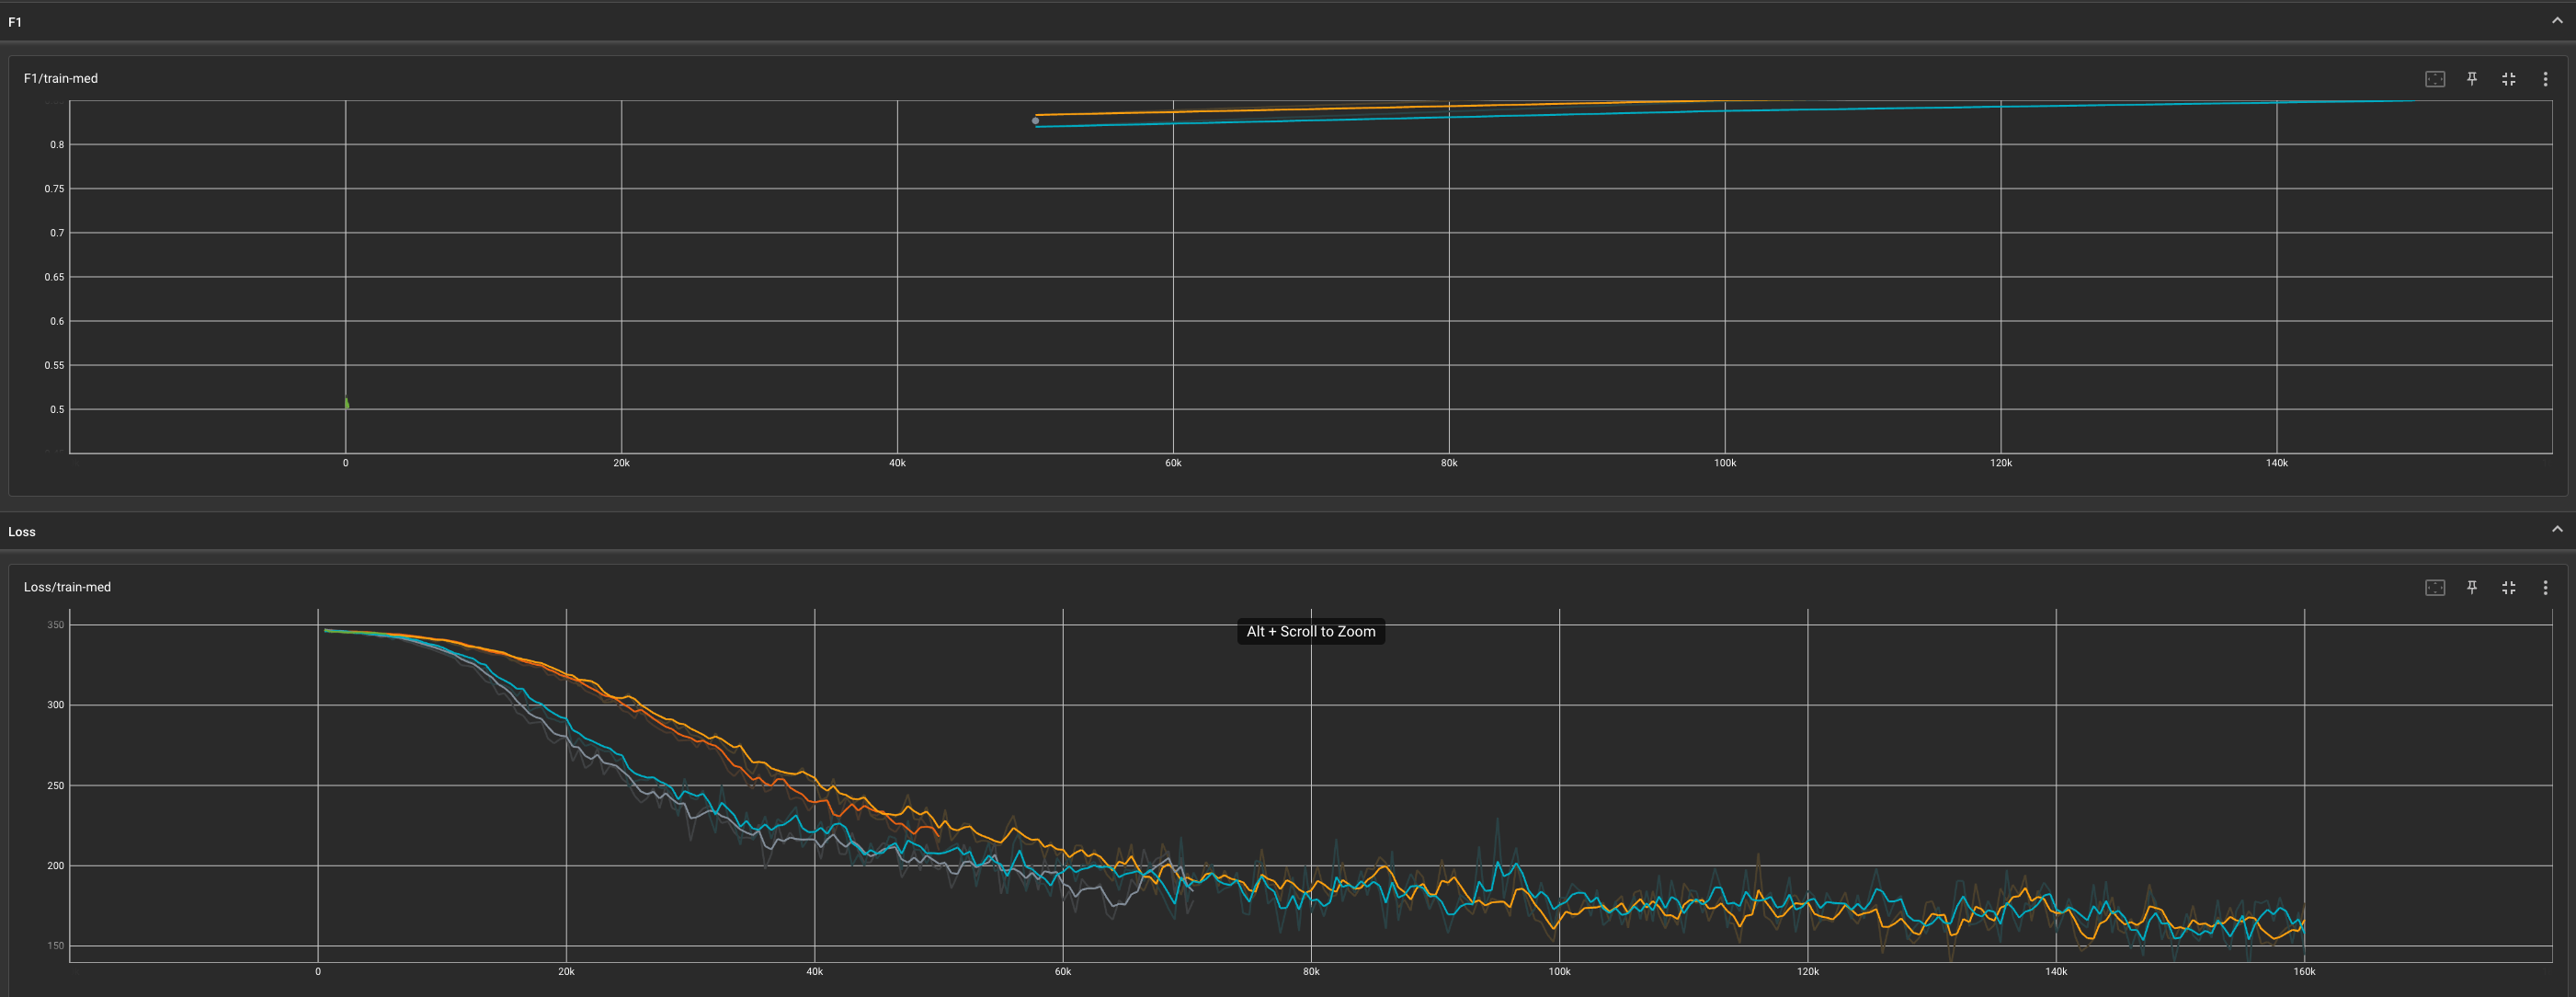 F1
F1/train-med
0.8
0.75
0.7
0.65
0.6
0.55
0.5
0 20k 40k 60k 80k 100k 120k 140k
Loss
Loss/train-med
Alt + Scroll to Zoom
350
300
250
200
150
0 20k 40k 60k 80k 100k 120k 140k 160k